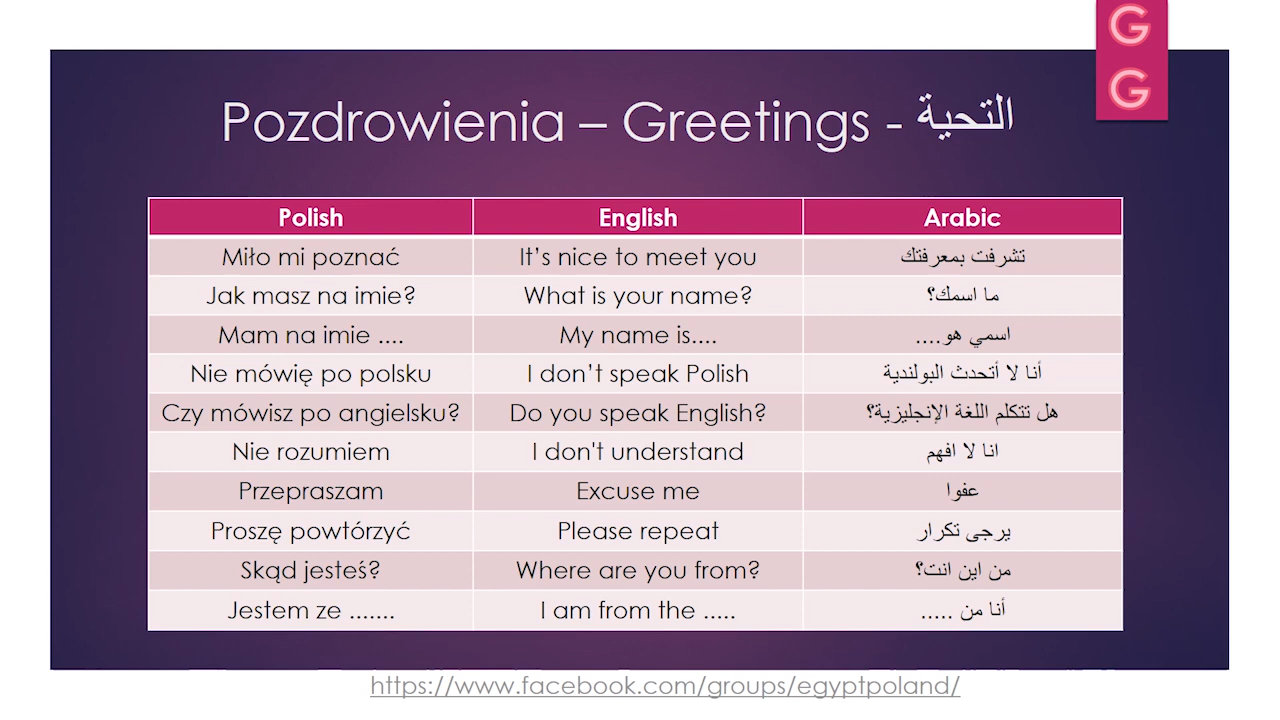 G
G
Pozdrowienia – Greetings - التحية
Polish English Arabic
Miło mi poznać It’s nice to meet you تشرفت بمعرفتك
Jak masz na imie? What is your name? ما اسمك؟
Mam na imie .... My name is.... اسمي هو....
Nie mówię po polsku I don’t speak Polish أنا لا أتحدث البولندية
Czy mówisz po angielsku? Do you speak English? هل تتكلم اللغة الإنجليزية؟
Nie rozumiem I don't understand انا لا افهم
Przepraszam Excuse me عفوا
Proszę powtórzyć Please repeat يرجى تكرار
Skąd jesteś? Where are you from? من اين انت؟
Jestem ze ....... I am from the ..... أنا من .....
https://www.facebook.com/groups/egyptpoland/